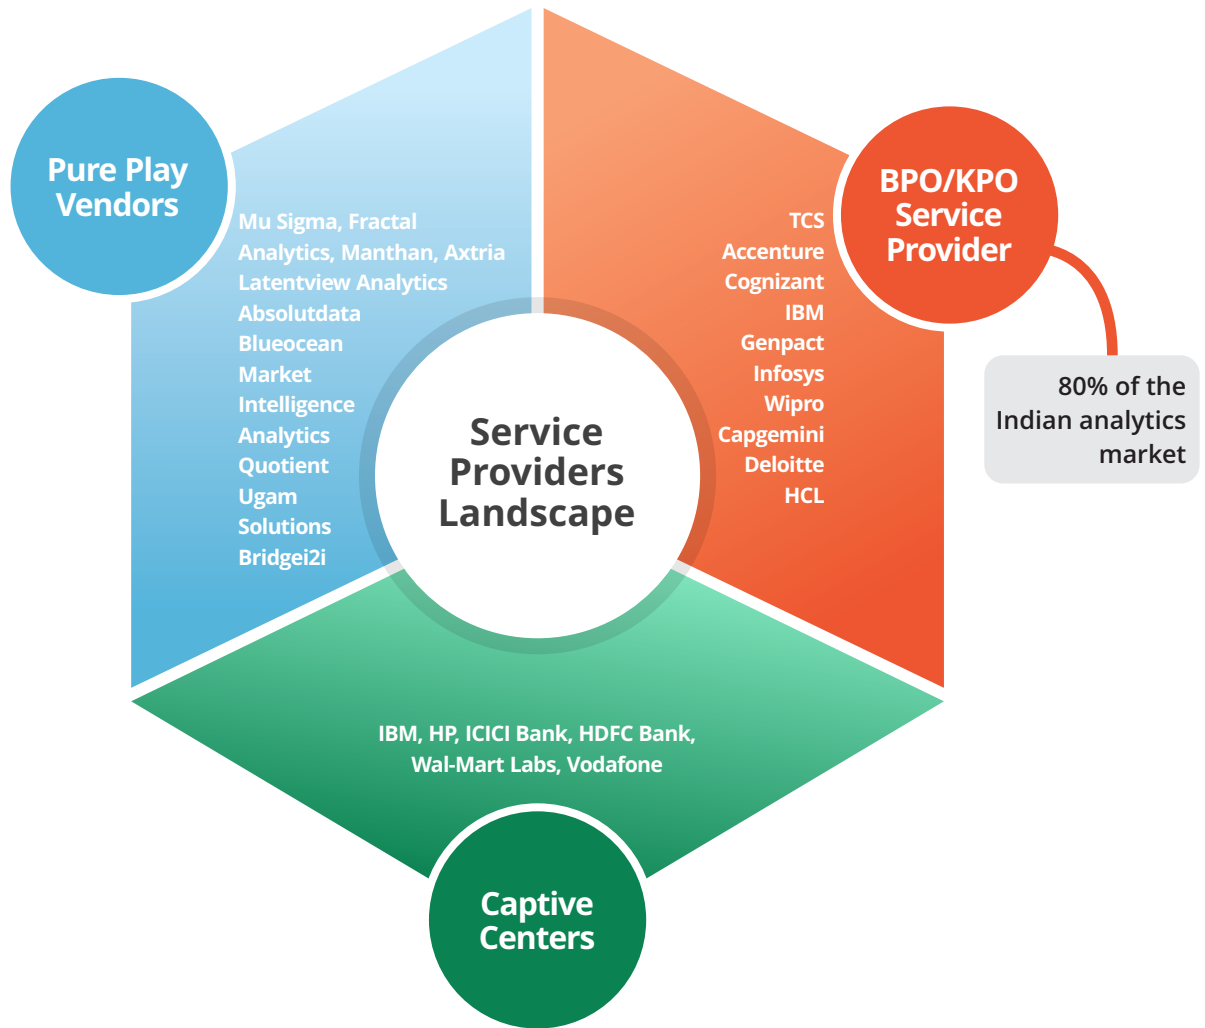 Pure Play
Vendors
Mu Sigma, Fractal
Analytics, Manthan, Axtria
Latentview Analytics
Absolutdata
Blueocean
Market
Intelligence
Analytics
Quotient
Ugam
Solutions
Bridgei2i
BPO/KPO
Service
Provider
TCS
Accenture
Cognizant
IBM
Genpact
Infosys
Wipro
Capgemini
Deloitte
HCL
80% of the
Indian analytics
market
Service
Providers
Landscape
IBM, HP, ICICI Bank, HDFC Bank,
Wal-Mart Labs, Vodafone
Captive
Centers